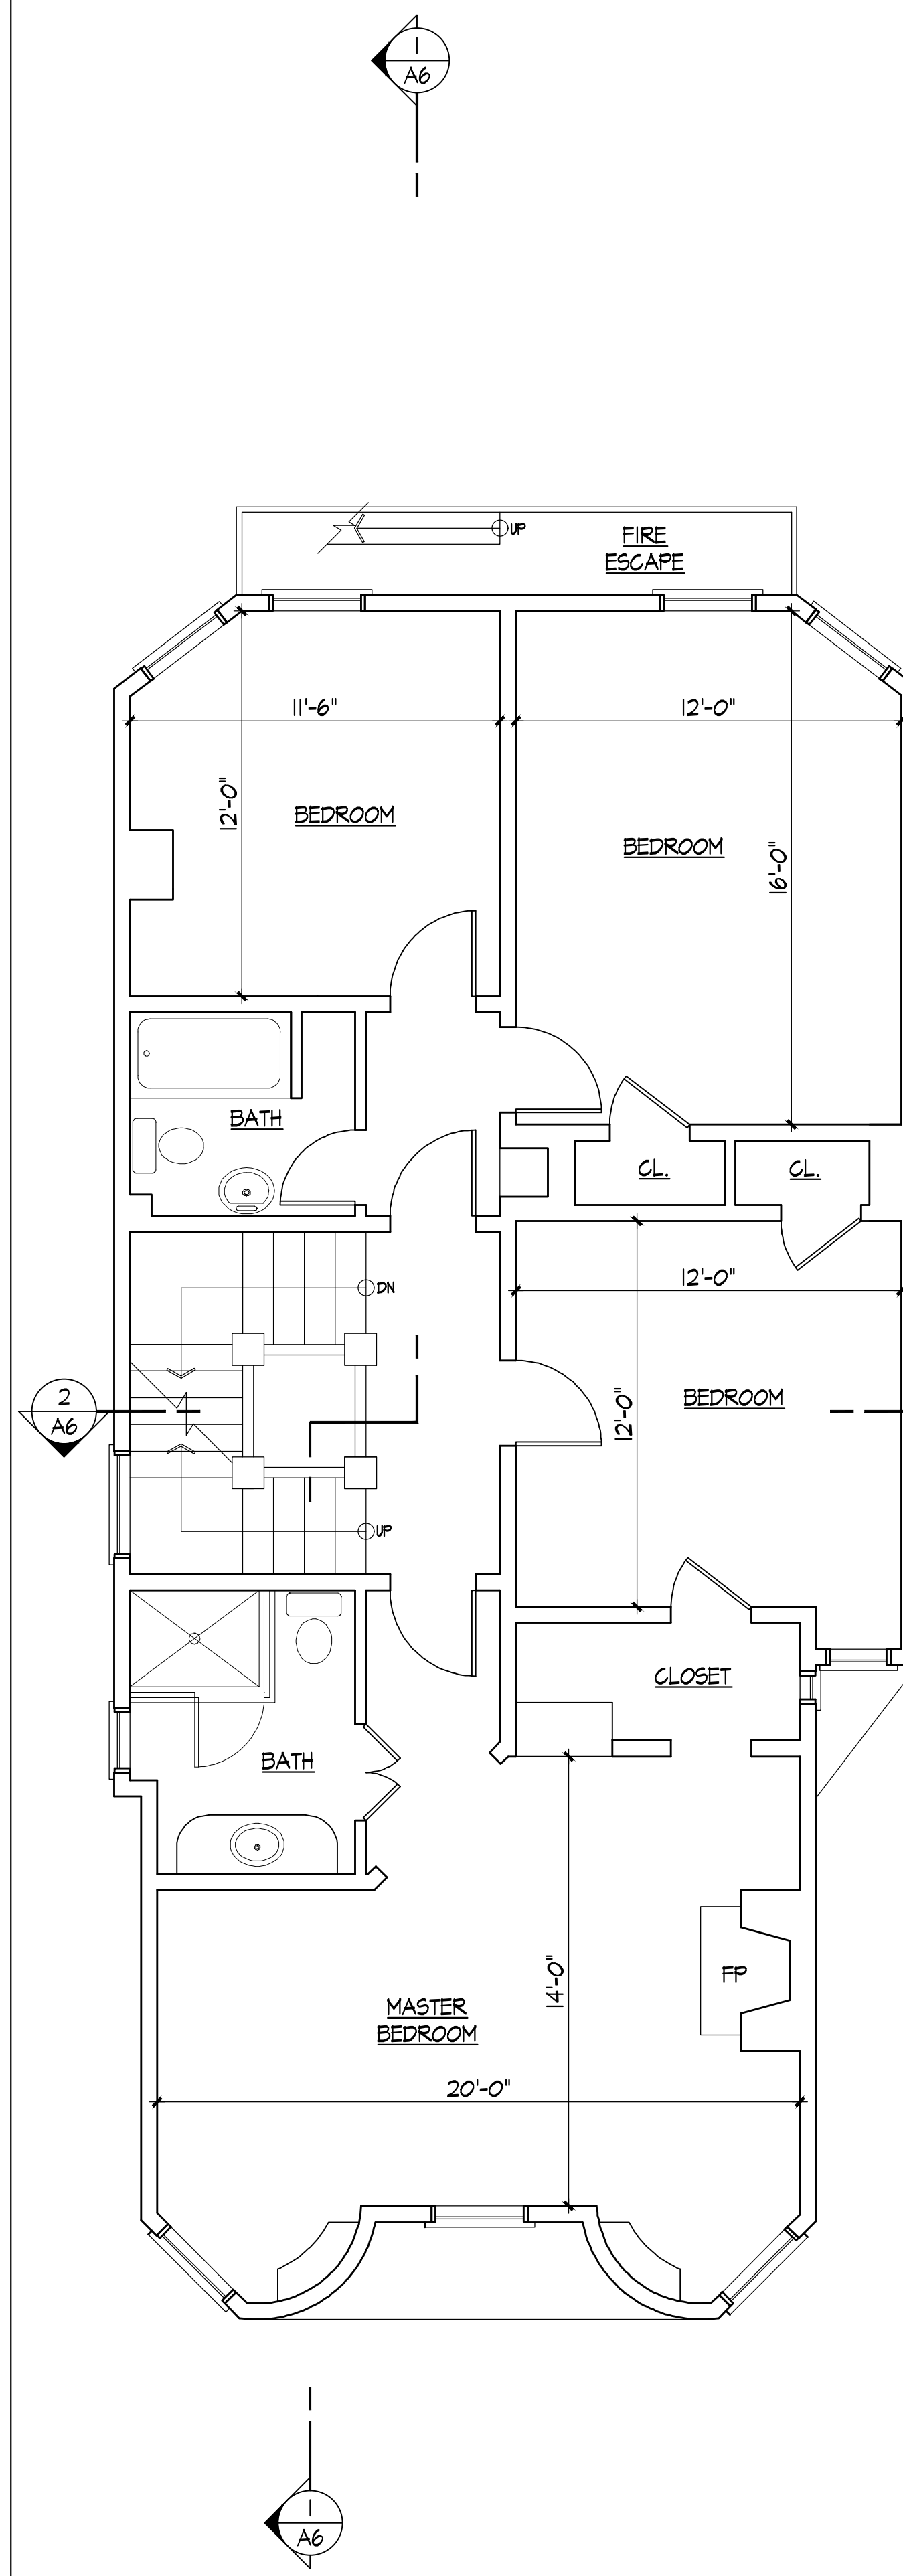 1
A6
UP
FIRE
ESCAPE
11'-6"
12'-0"
12'-0"
BEDROOM
BEDROOM
16'-0"
BATH
CL.
CL.
DN
12'-0"
2
A6
BEDROOM
12'-0"
UP
CLOSET
BATH
FP
14'-0"
MASTER
BEDROOM
20'-0"
1
A6